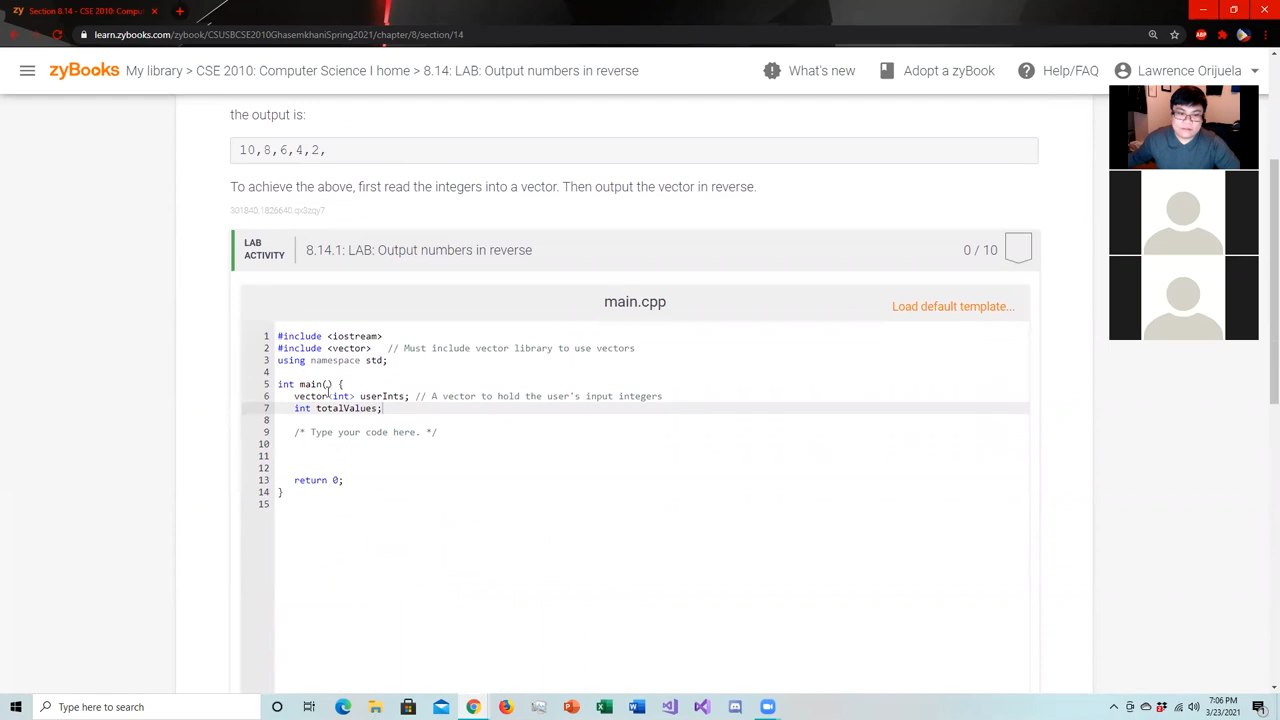 zy Section 8.14 - CSE 2010: Compu
learn.zybooks.com/zybook/CSUSBCSE2010GhasemkhaniSpring2021/chapter/8/section/14
ABP
zyBooks My library > CSE 2010: Computer Science I home > 8.14: LAB: Output numbers in reverse
What's new
Adopt a zyBook
Help/FAQ
Lawrence Orijuela
the output is:
10,8,6,4,2,
To achieve the above, first read the integers into a vector. Then output the vector in reverse.
301840.1826640.qx3zqy7
LAB
ACTIVITY
8.14.1: LAB: Output numbers in reverse
0 / 10
main.cpp
Load default template...
1 #include <iostream>
2 #include <vector> // Must include vector library to use vectors
3 using namespace std;
4
5 int main() {
6 vector<int> userInts; // A vector to hold the user's input integers
7 int totalValues;
8
9 /* Type your code here. */
10
11
12
13 return 0;
14 }
15
Type here to search
7:06 PM
3/23/2021